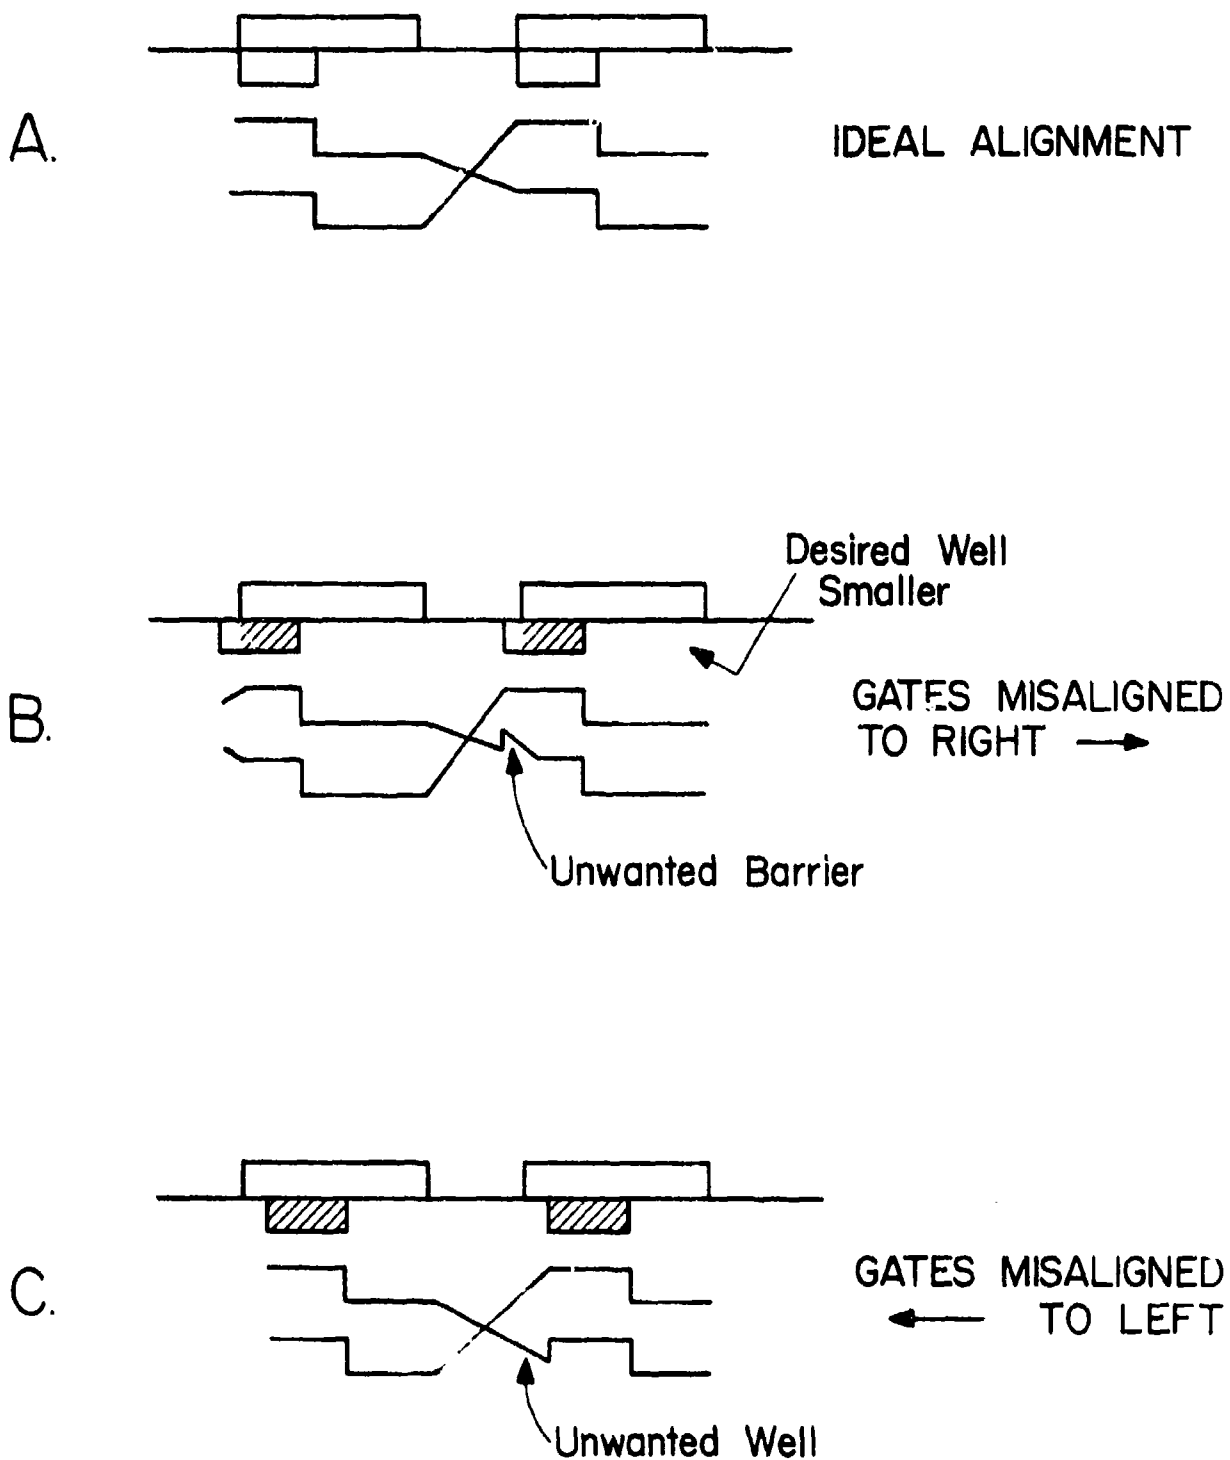 A.
IDEAL ALIGNMENT
Desired Well
Smaller
B.
GATES MISALIGNED
TO RIGHT
Unwanted Barrier
C.
GATES MISALIGNED
TO LEFT
Unwanted Well